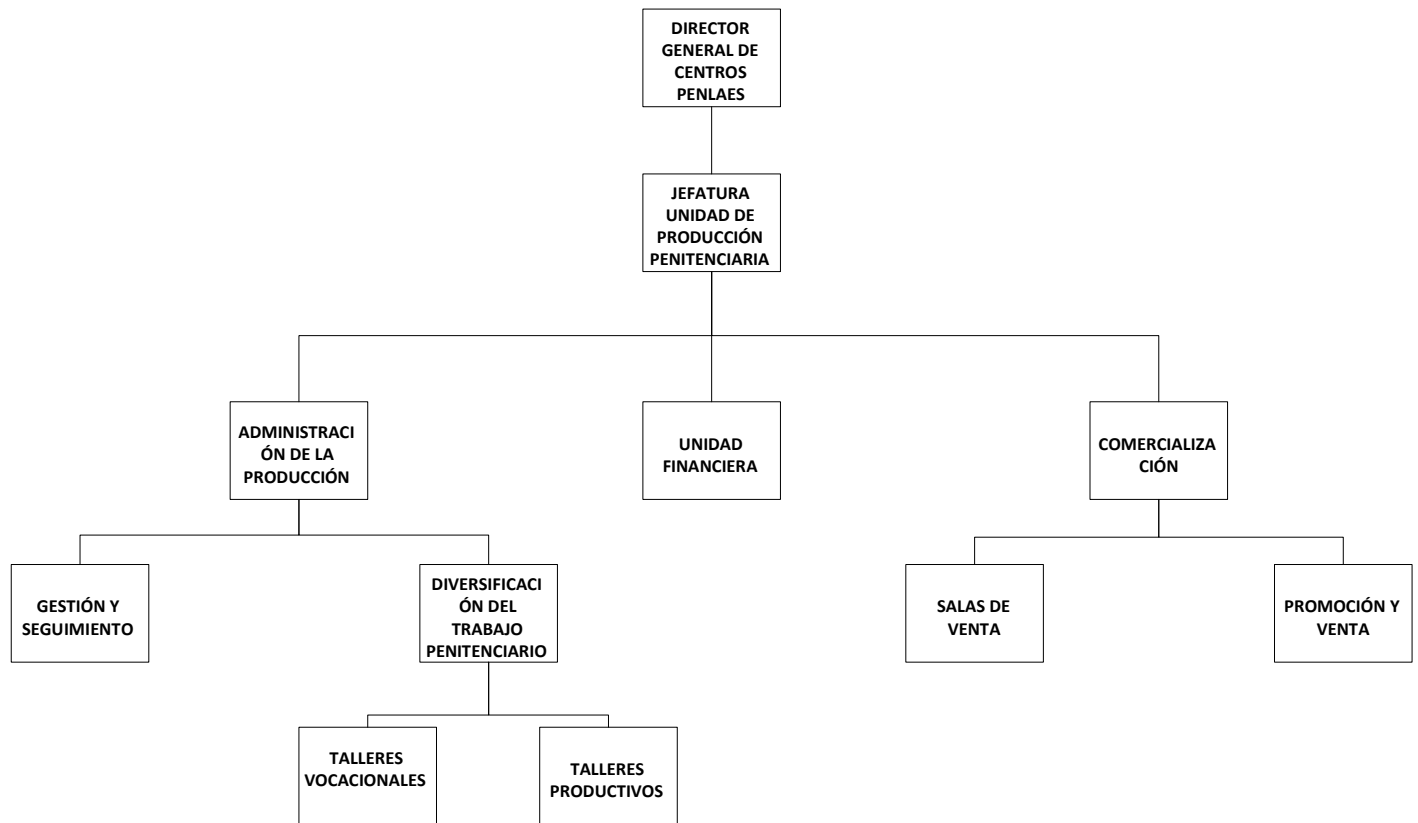 DIRECTOR
GENERAL DE
CENTROS
PENLAES
JEFATURA
UNIDAD DE
PRODUCCIÓN
PENITENCIARIA
ADMINISTRACI
ÓN DE LA
PRODUCCIÓN
UNIDAD
FINANCIERA
COMERCIALIZA
CIÓN
GESTIÓN Y
SEGUIMIENTO
DIVERSIFICACI
ÓN DEL
TRABAJO
PENITENCIARIO
SALAS DE
VENTA
PROMOCIÓN Y
VENTA
TALLERES
VOCACIONALES
TALLERES
PRODUCTIVOS